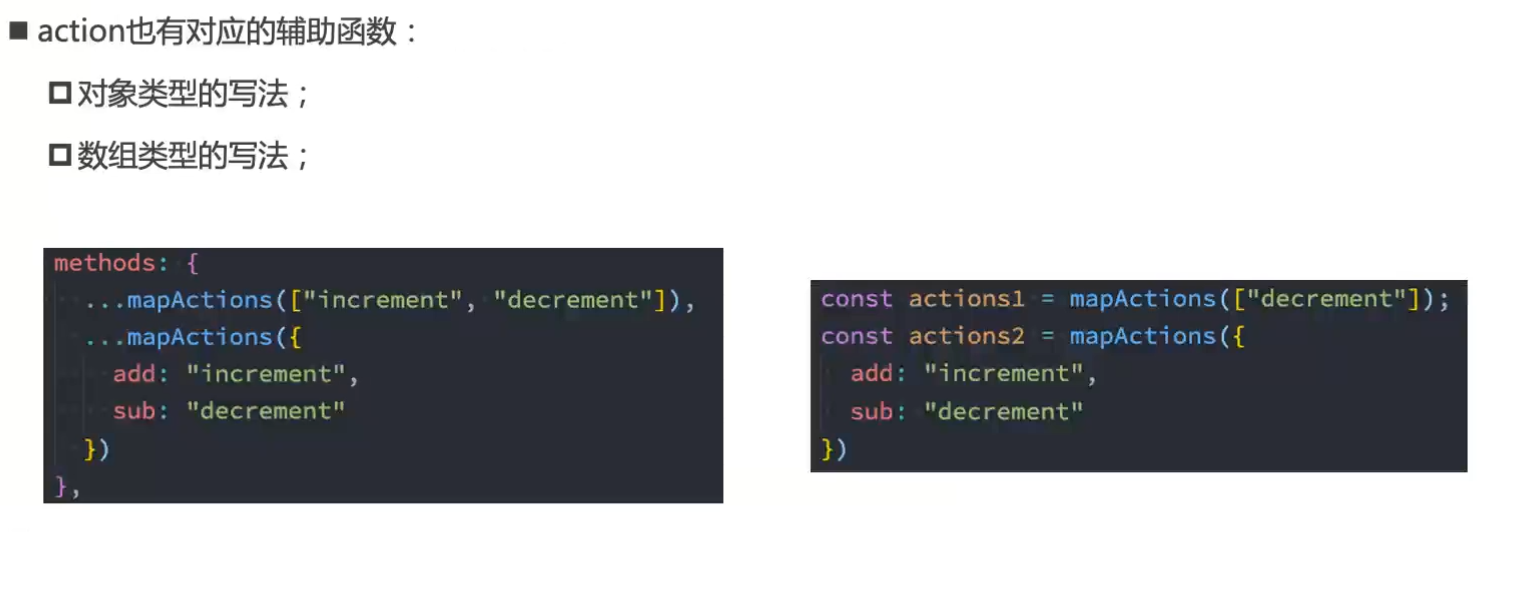 action也有对应的辅助函数：
对象类型的写法；
数组类型的写法；
methods: {
...mapActions(["increment", "decrement"]),
...mapActions({
add: "increment",
sub: "decrement"
})
},
const actions1 = mapActions(["decrement"]);
const actions2 = mapActions({
add: "increment",
sub: "decrement"
})